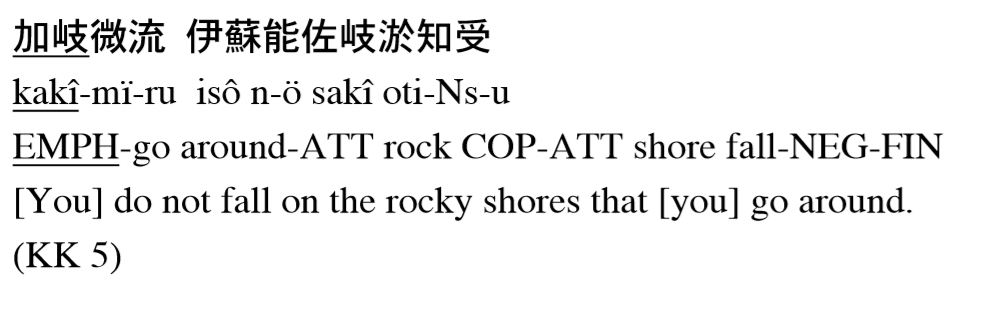 加岐微流 伊蘇能佐岐淤知受
kakî-mï-ru isô n-ö sakî oti-Ns-u
EMPH-go around-ATT rock COP-ATT shore fall-NEG-FIN
[You] do not fall on the rocky shores that [you] go around.
(KK 5)